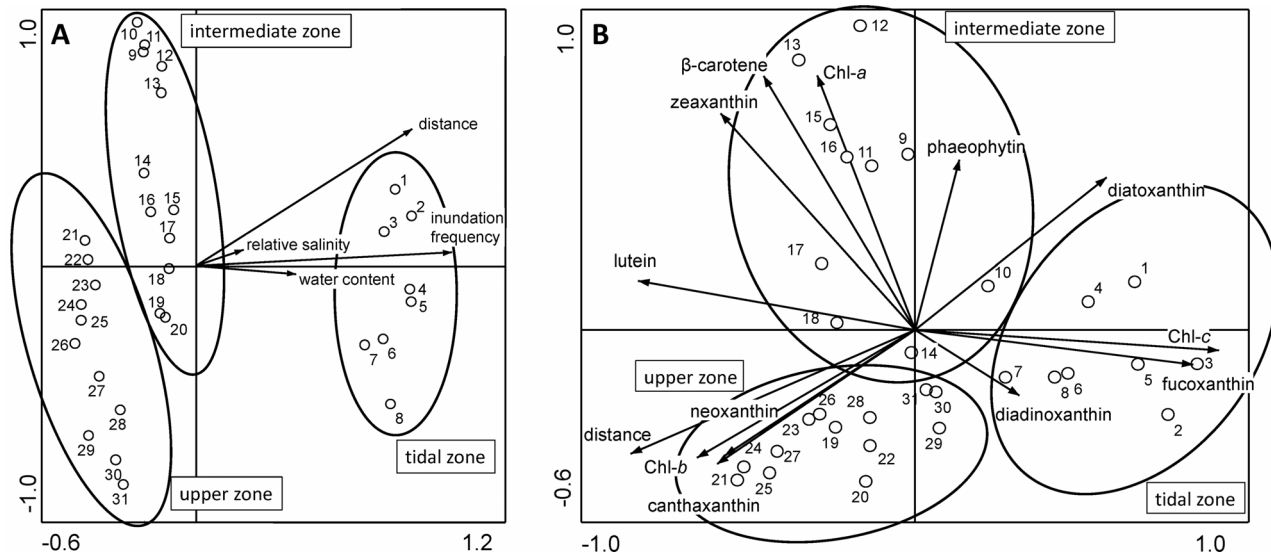 A
intermediate zone
1.0
10
11
9
12
13
distance
14
1
16
15
2
3
inundation
frequency
17
21
relative salinity
22
18
water content
23
4
24
19
5
25
20
26
7
6
27
8
28
29
tidal zone
30
31
upper zone
-1.0
-0.6
1.2
B
intermediate zone
1.0
12
13
β-carotene
Chl-a
zeaxanthin
15
16
11
9
phaeophytin
diatoxanthin
17
lutein
10
1
4
18
Chl-c
14
3
upper zone
7
8
6
5
fucoxanthin
neoxanthin
26
28
31
30
diadinoxanthin
2
distance
23
19
29
24
27
22
Chl-b
21
25
20
canthaxanthin
tidal zone
-0.6
-1.0
1.0